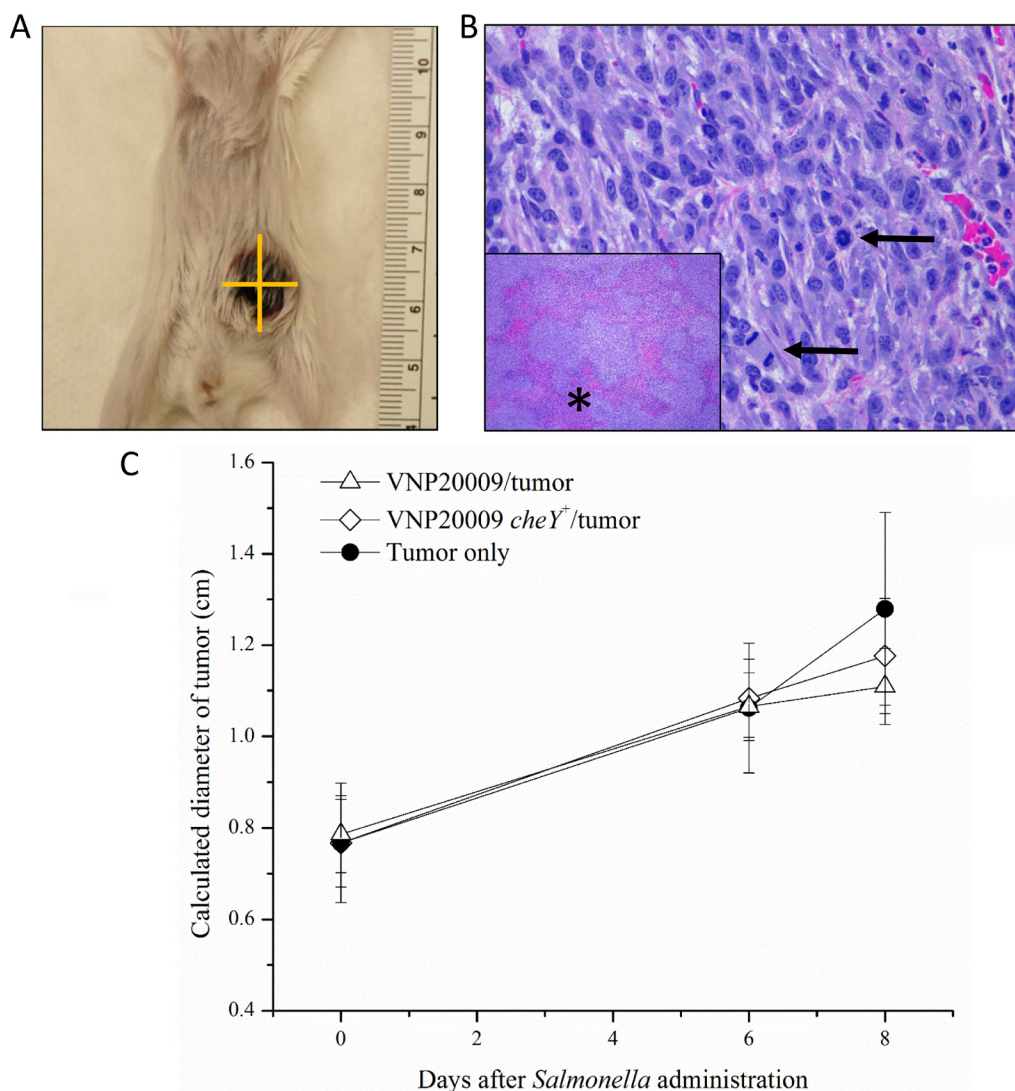 A
B
10
9
8
7
6
5
4
*
C
1.6
1.4
1.2
1.0
0.8
0.6
0.4
VNP20009/tumor
VNP20009 cheY+/tumor
Tumor only
Calculated diameter of tumor (cm)
0
2
4
6
8
Days after Salmonella administration